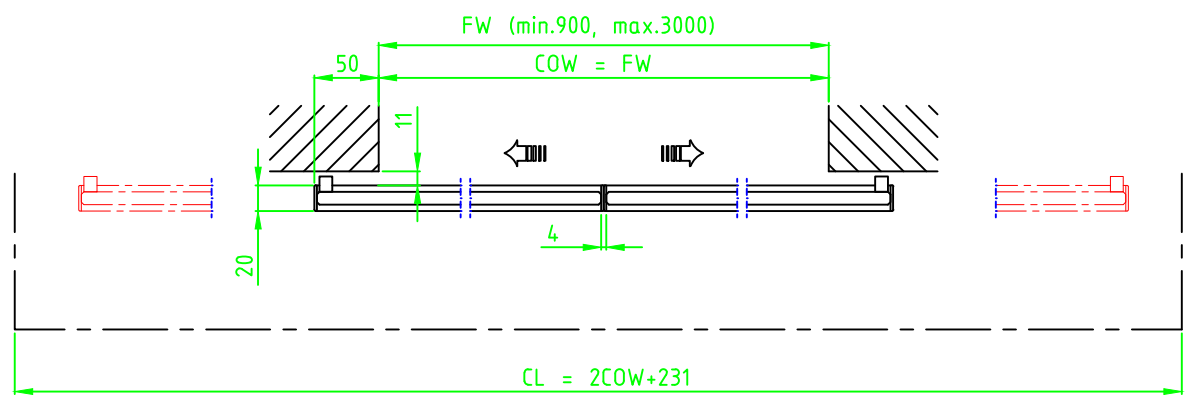 FW (min.900, max.3000)
50
COW = FW
11
4
20
CL = 2COW+231